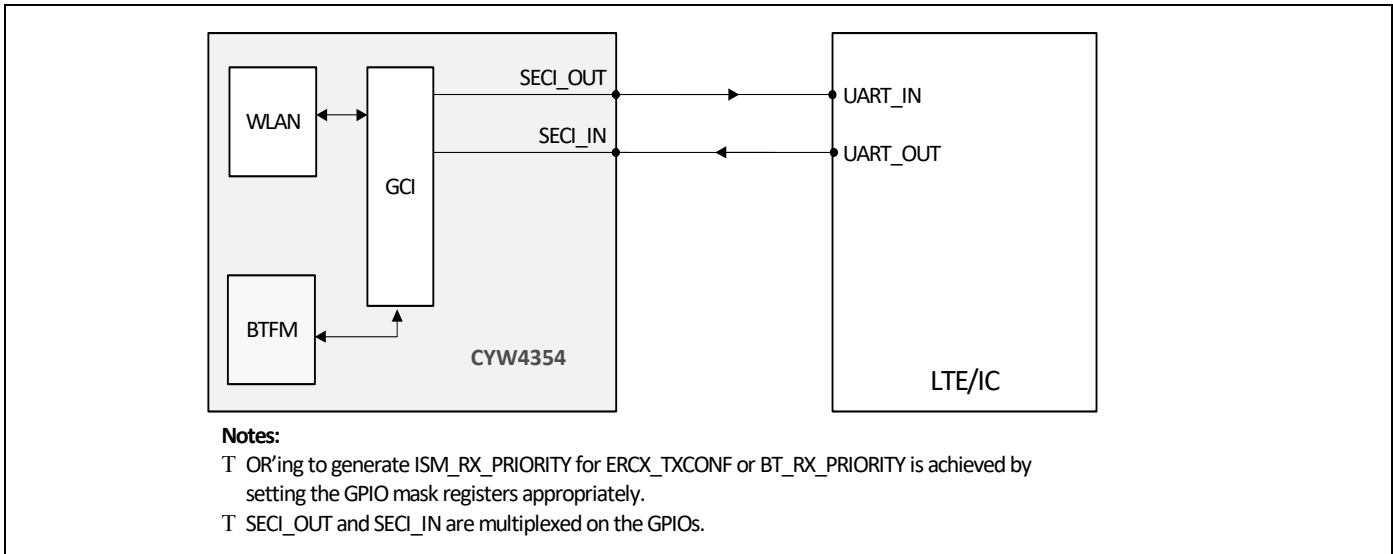 SECI_OUT
UART_IN
WLAN
SECI_IN
UART_OUT
GCI
BTFM
CYW4354
LTE/IC
Notes:
T OR'ing to generate ISM_RX_PRIORITY for ERCX_TXCONF or BT_RX_PRIORITY is achieved by
setting the GPIO mask registers appropriately.
T SECI_OUT and SECI_IN are multiplexed on the GPIOs.